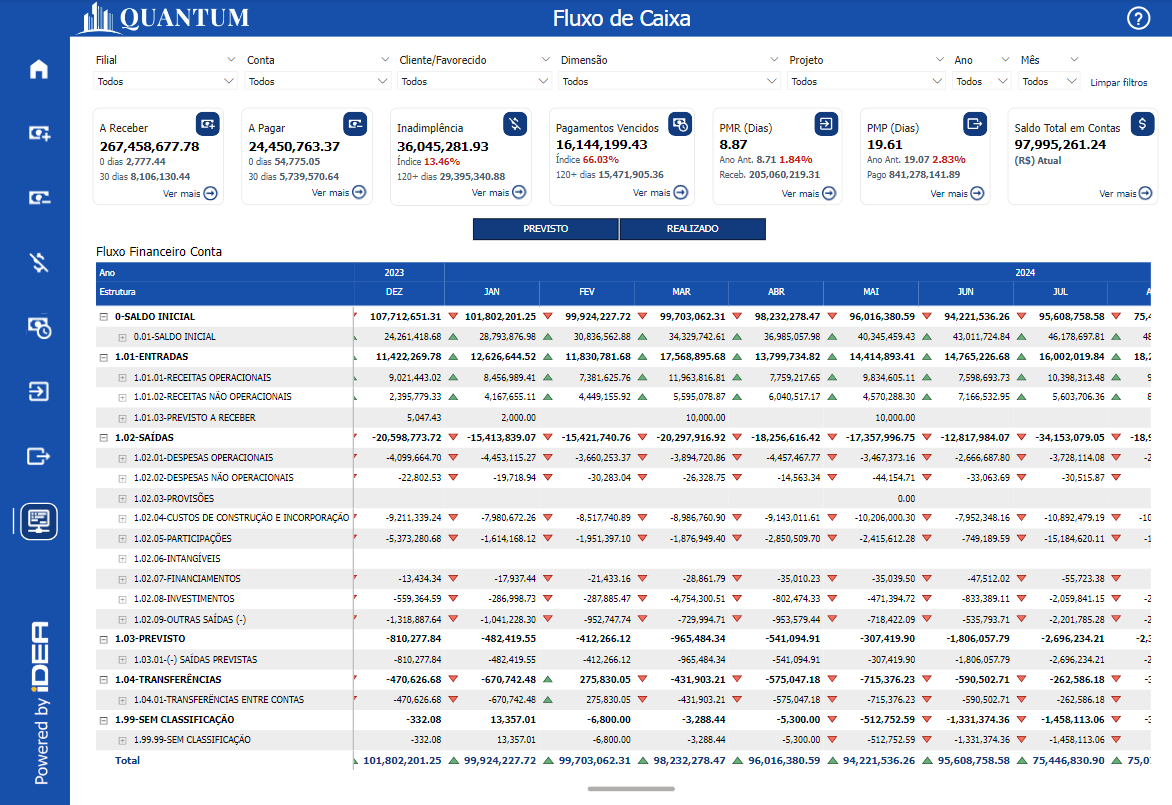 QUANTUM
Fluxo de Caixa
?
Filial Conta Cliente/Favorecido Dimensão Projeto Ano Mês
Todos Todos Todos Todos Todos Todos Todos Limpar filtros
A Receber
267,458,677.78
0 dias 2,777.44
30 dias 8,106,130.44
Ver mais
A Pagar
24,450,763.37
0 dias 54,775.05
30 dias 5,739,570.64
Ver mais
Inadimplência
36,045,281.93
Índice 13.46%
120+ dias 29,395,340.88
Ver mais
Pagamentos Vencidos
16,144,199.43
Índice 66.03%
120+ dias 15,471,905.36
Ver mais
PMR (Dias)
8.87
Ano Ant. 8.71 1.84%
Receb. 205,060,219.31
Ver mais
PMP (Dias)
19.61
Ano Ant. 19.07 2.83%
Pago 841,278,141.89
Ver mais
Saldo Total em Contas
97,995,261.24
(R$) Atual
Ver mais
PREVISTO REALIZADO
Fluxo Financeiro Conta
Ano 2023 2024
Estrutura DEZ JAN FEV MAR ABR MAI JUN JUL A
0-SALDO INICIAL 107,712,651.31 101,802,201.25 99,924,227.72 99,703,062.31 98,232,278.47 96,016,380.59 94,221,536.26 95,608,758.58 75,4
0.01-SALDO INICIAL 24,261,418.68 28,793,876.98 30,836,562.88 34,329,742.61 36,985,057.98 40,345,459.43 43,011,724.84 46,178,697.81 48
1.01-ENTRADAS 11,422,269.78 12,626,644.52 11,830,781.68 17,568,895.68 13,799,734.82 14,414,893.41 14,765,226.68 16,002,019.84 18,2
1.01.01-RECEITAS OPERACIONAIS 9,021,443.02 8,456,989.41 7,381,625.76 11,963,816.81 7,759,217.65 9,834,605.11 7,598,693.73 10,398,313.48 9
1.01.02-RECEITAS NÃO OPERACIONAIS 2,395,779.33 4,167,655.11 4,449,155.92 5,595,078.87 6,040,517.17 4,570,288.30 7,166,532.95 5,603,706.36 8
1.01.03-PREVISTO A RECEBER 5,047.43 2,000.00 10,000.00 10,000.00
1.02-SAÍDAS -20,598,773.72 -15,413,839.07 -15,421,740.76 -20,297,916.92 -18,256,616.42 -17,357,996.75 -12,817,984.07 -34,153,079.05 -18,9
1.02.01-DESPESAS OPERACIONAIS -4,099,664.70 -4,453,115.27 -3,660,253.37 -3,894,720.86 -4,457,467.77 -3,467,373.16 -2,666,687.80 -3,728,114.08 -2
1.02.02-DESPESAS NÃO OPERACIONAIS -22,802.53 -19,718.94 -30,283.04 -26,328.75 -14,563.34 -44,154.71 -33,063.69 -30,515.87
1.02.03-PROVISÕES 0.00
1.02.04-CUSTOS DE CONSTRUÇÃO E INCORPORAÇÃO -9,211,339.24 -7,980,672.26 -8,517,740.89 -8,986,760.90 -9,143,011.61 -10,206,000.30 -7,952,348.16 -10,892,479.19 -10
1.02.05-PARTICIPAÇÕES -5,373,280.68 -1,614,168.12 -1,951,397.10 -1,876,949.40 -2,850,509.70 -2,415,612.28 -749,189.59 -15,184,620.11 -1
1.02.06-INTANGÍVEIS
1.02.07-FINANCIAMENTOS -13,434.34 -17,937.44 -21,433.16 -28,861.79 -35,010.23 -35,039.50 -47,512.02 -55,723.38
1.02.08-INVESTIMENTOS -559,364.59 -286,998.73 -287,885.47 -4,754,300.51 -802,474.33 -471,394.72 -833,389.11 -2,059,841.15 -2
1.02.09-OUTRAS SAÍDAS (-) -1,318,887.64 -1,041,228.30 -952,747.74 -729,994.71 -953,579.44 -718,422.09 -535,793.71 -2,201,785.28 -2
1.03-PREVISTO -810,277.84 -482,419.55 -412,266.12 -965,484.34 -541,094.91 -307,419.90 -1,806,057.79 -2,696,234.21 -2,3
1.03.01-(-) SAÍDAS PREVISTAS -810,277.84 -482,419.55 -412,266.12 -965,484.34 -541,094.91 -307,419.90 -1,806,057.79 -2,696,234.21 -2
1.04-TRANSFERÊNCIAS -470,626.68 -670,742.48 275,830.05 -431,903.21 -575,047.18 -715,376.23 -590,502.71 -262,586.18 -3
1.04.01-TRANSFERÊNCIAS ENTRE CONTAS -470,626.68 -670,742.48 275,830.05 -431,903.21 -575,047.18 -715,376.23 -590,502.71 -262,586.18
1.99-SEM CLASSIFICAÇÃO -332.08 13,357.01 -6,800.00 -3,288.44 -5,300.00 -512,752.59 -1,331,374.36 -1,458,113.06 -3
1.99.99-SEM CLASSIFICAÇÃO -332.08 13,357.01 -6,800.00 -3,288.44 -5,300.00 -512,752.59 -1,331,374.36 -1,458,113.06
Total 101,802,201.25 99,924,227.72 99,703,062.31 98,232,278.47 96,016,380.59 94,221,536.26 95,608,758.58 75,446,830.90 75,0
Powered by iDEA